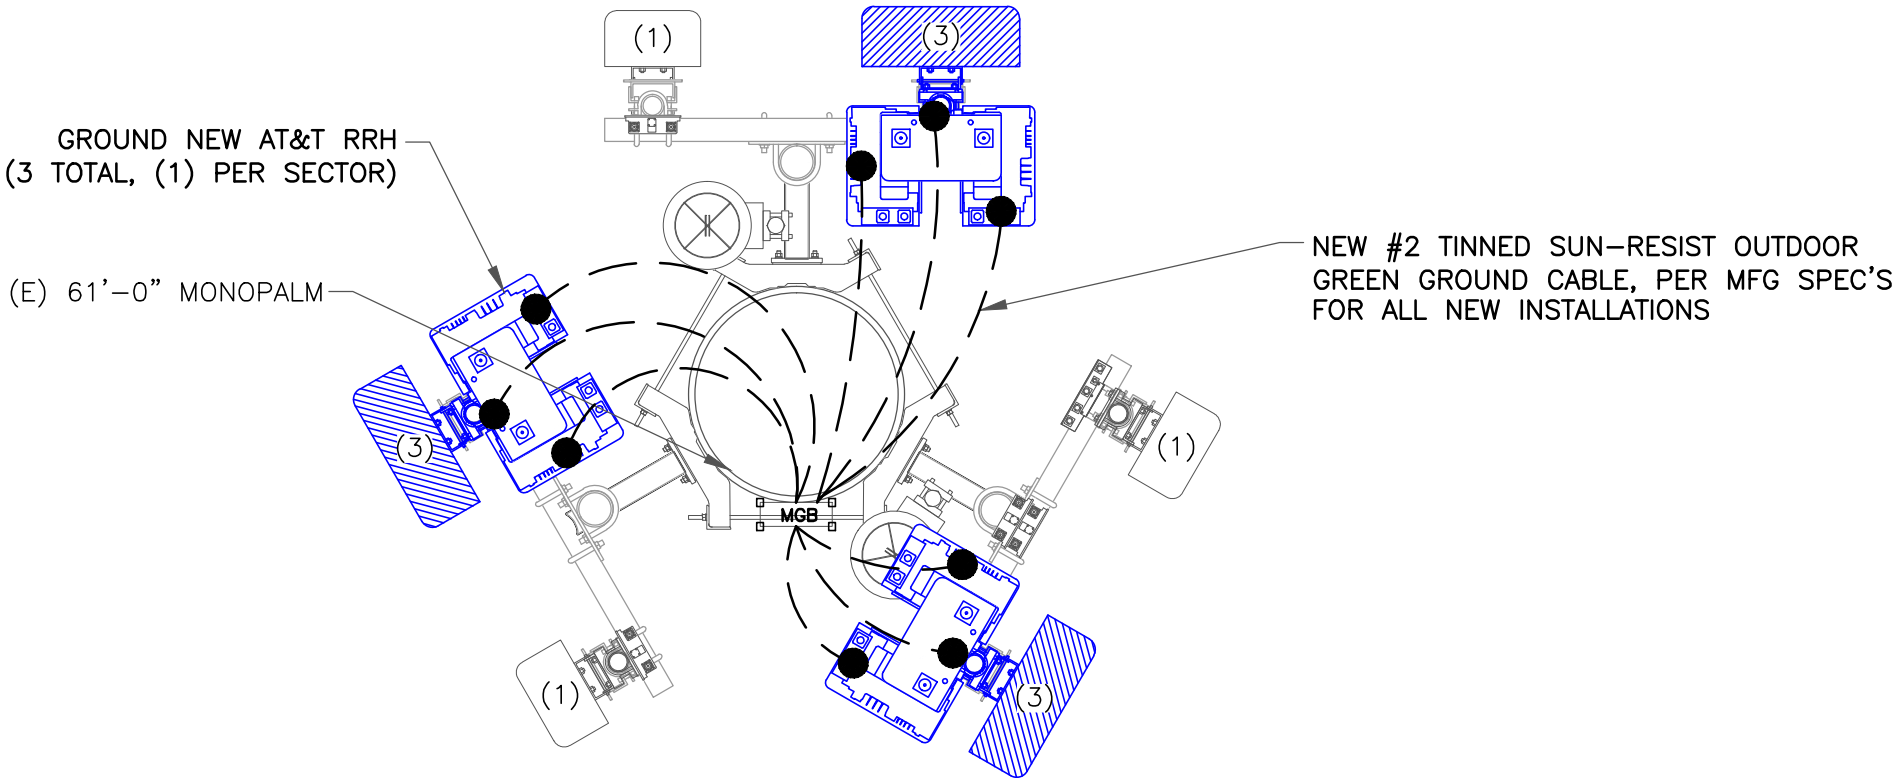 (1)
(3)
GROUND NEW AT&T RRH
(3 TOTAL, (1) PER SECTOR)
NEW #2 TINNED SUN-RESIST OUTDOOR
GREEN GROUND CABLE, PER MFG SPEC'S
FOR ALL NEW INSTALLATIONS
(E) 61'-0" MONOPALM
(3)
(1)
MGB
(1)
(3)